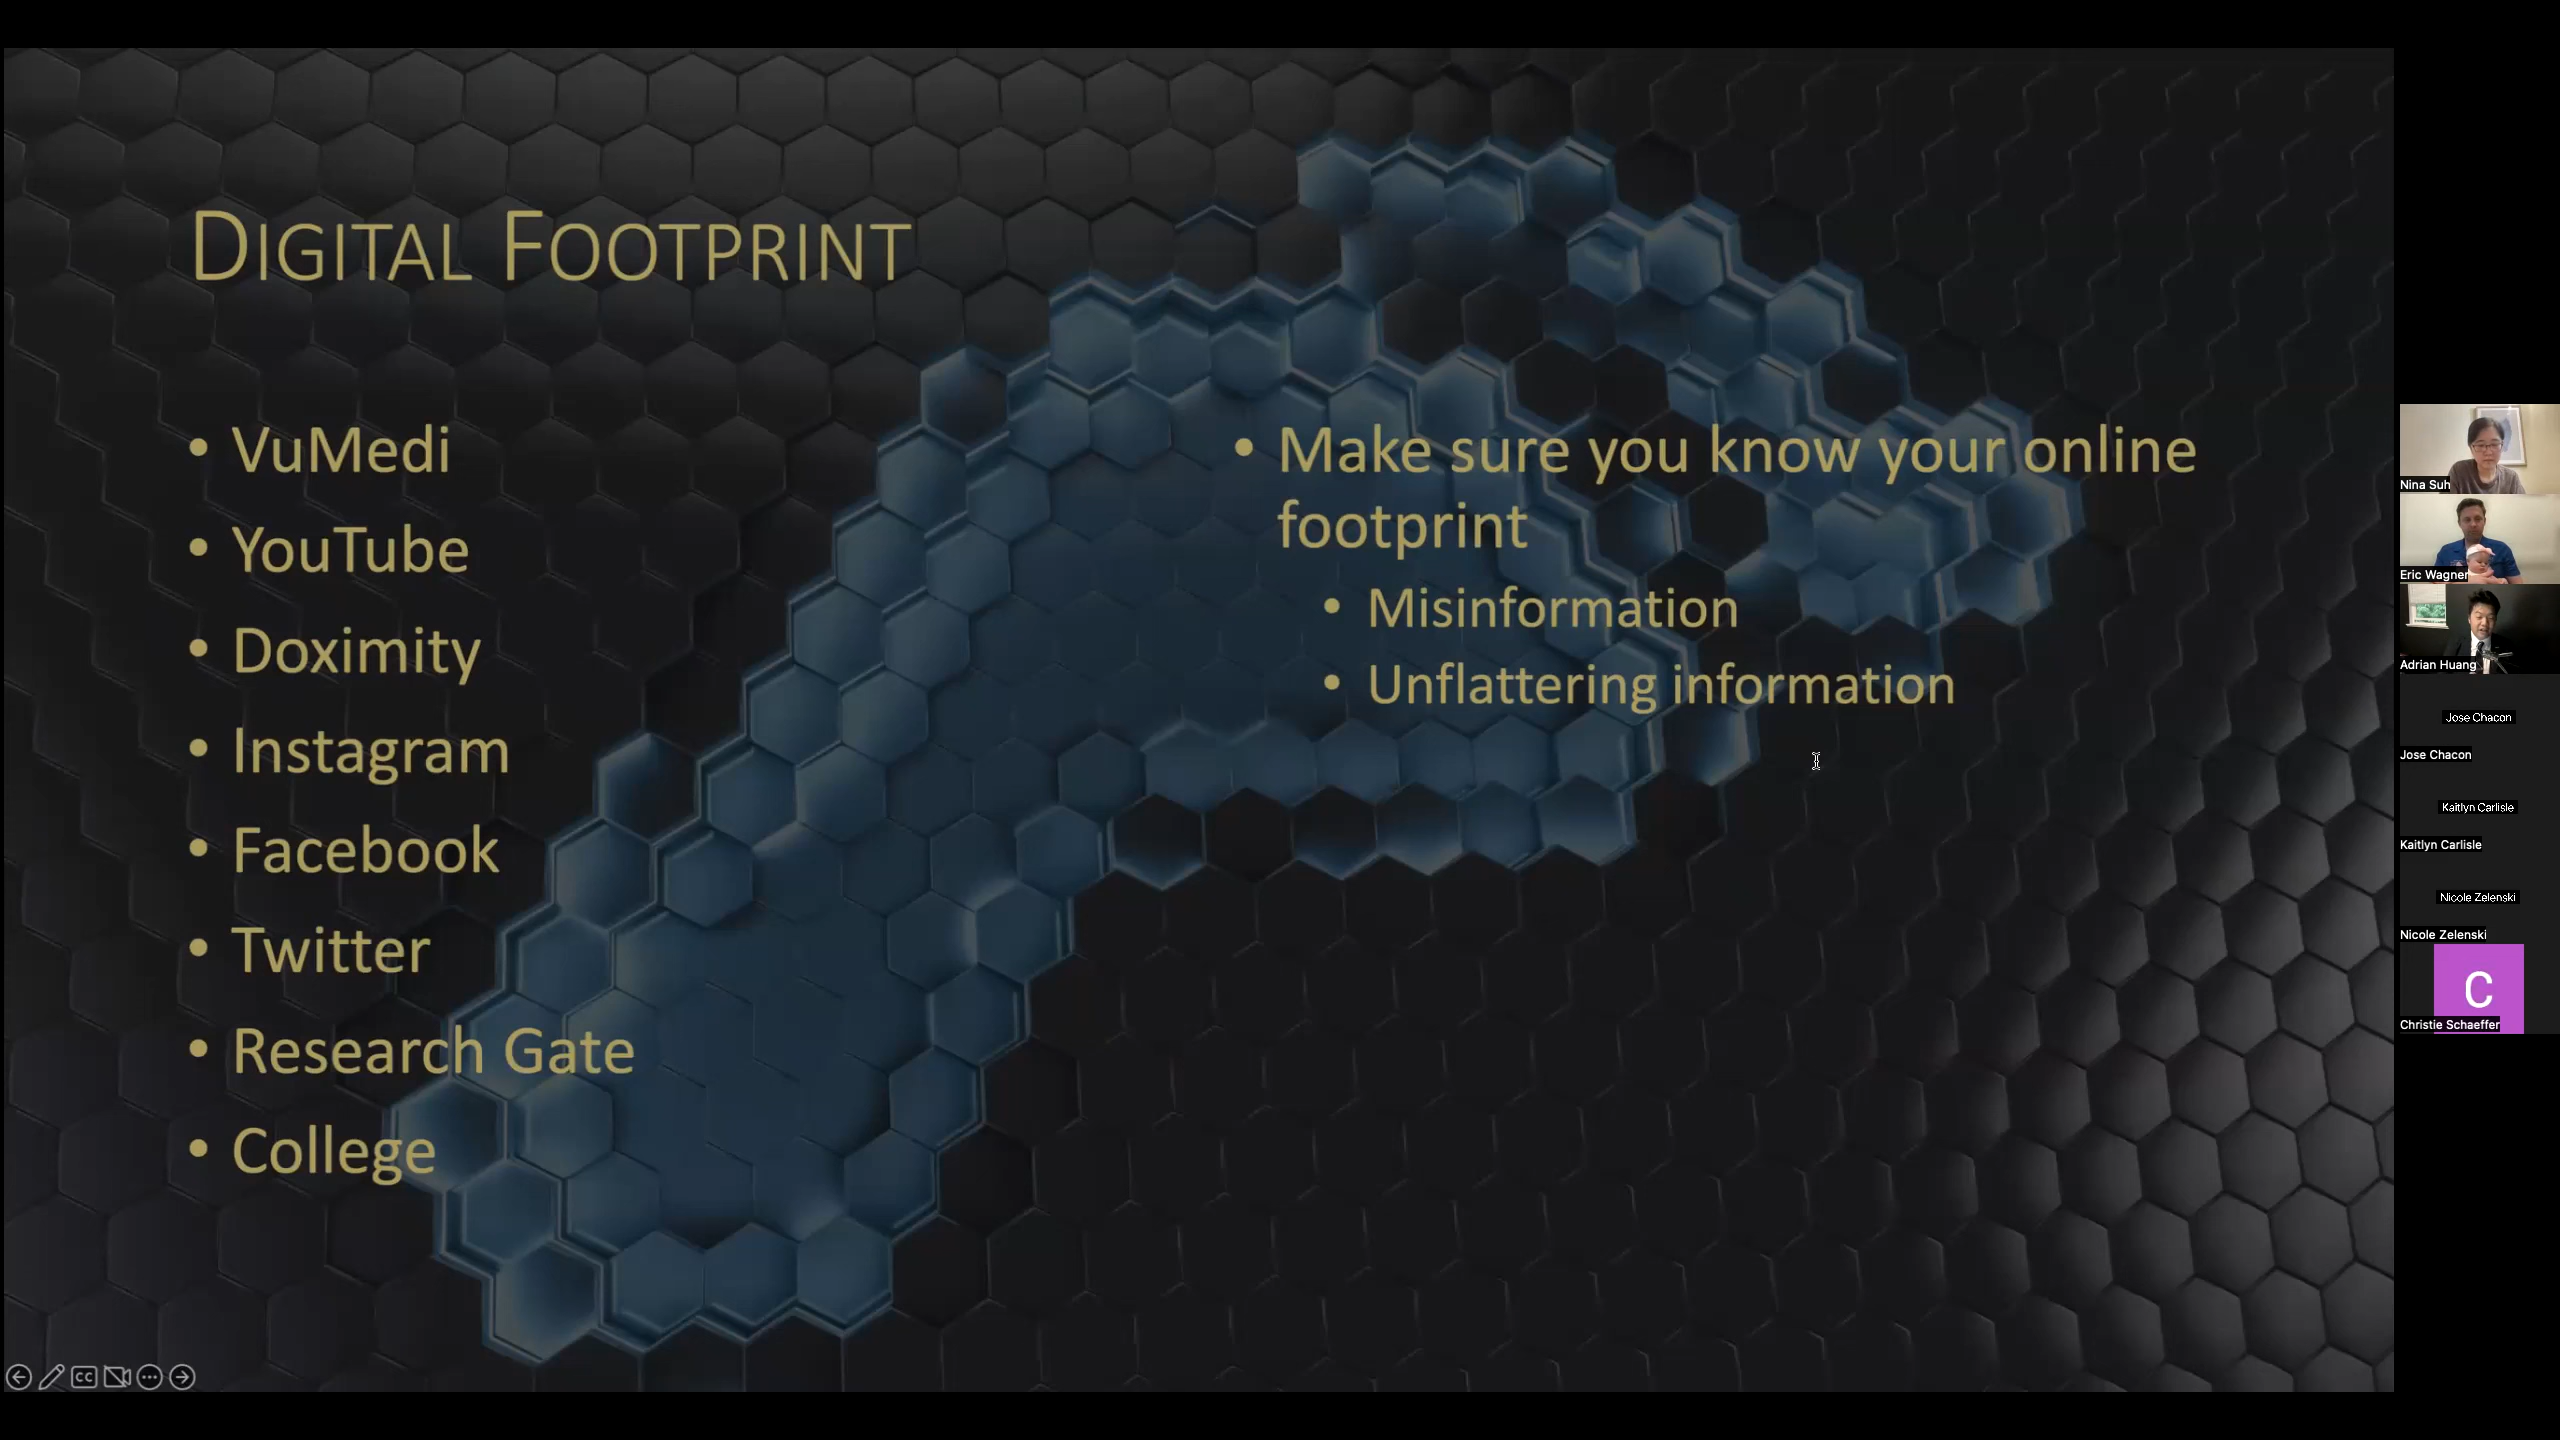 DIGITAL FOOTPRINT
• VuMedi
• YouTube
• Doximity
• Instagram
• Facebook
• Twitter
• Research Gate
• College
• Make sure you know your online
footprint
• Misinformation
• Unflattering information
CC
Nina Suh
Eric Wagner
Adrian Huang
Jose Chacon
Jose Chacon
Kaitlyn Carlisle
Kaitlyn Carlisle
Nicole Zelenski
Nicole Zelenski
C
Christie Schaeffer